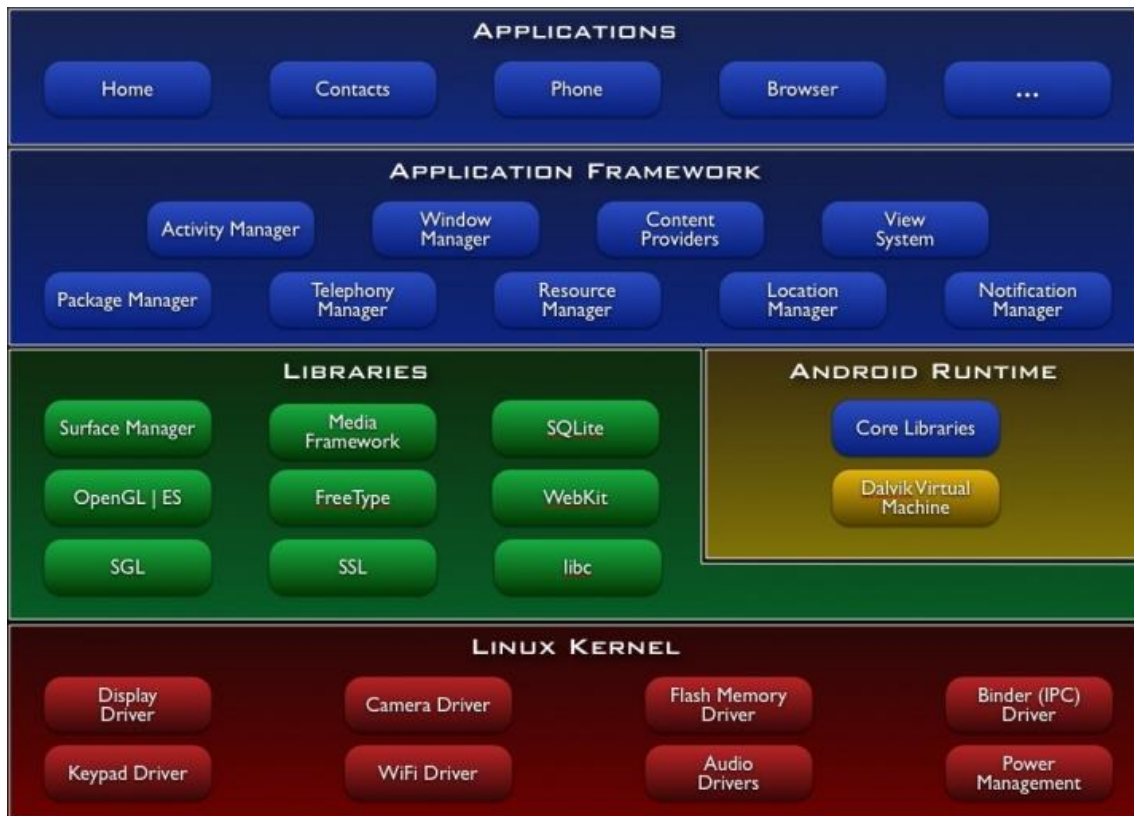 APPLICATIONS
Home
Contacts
Phone
Browser
...
APPLICATION FRAMEWORK
Activity Manager
Window
Manager
Content
Providers
View
System
Package Manager
Telephony
Manager
Resource
Manager
Location
Manager
Notification
Manager
LIBRARIES
Surface Manager
Media
Framework
SQLite
OpenGL | ES
FreeType
WebKit
SGL
SSL
libc
ANDROID RUNTIME
Core Libraries
Dalvik Virtual
Machine
LINUX KERNEL
Display
Driver
Camera Driver
Flash Memory
Driver
Binder (IPC)
Driver
Keypad Driver
WiFi Driver
Audio
Drivers
Power
Management